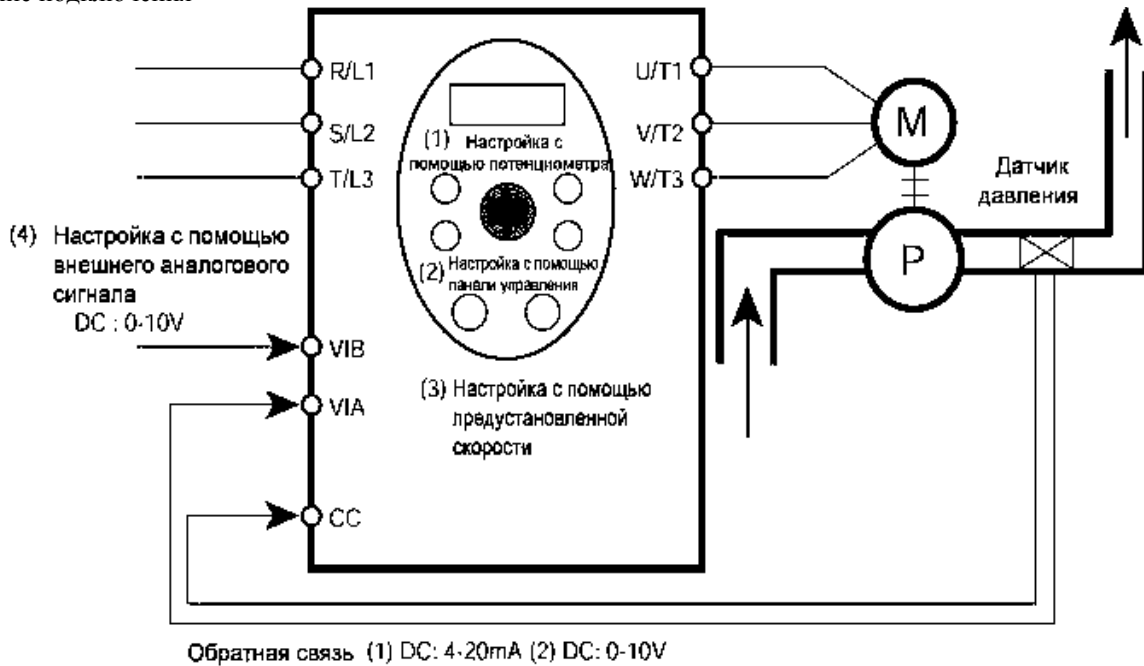 R/L1
S/L2
T/L3
U/T1
V/T2
W/T3
M
P
Датчик
давления
(1) Настройка с
помощью потенциометра
(2) Настройка с помощью
панели управления
(3) Настройка с помощью
предустановленной
скорости
(4) Настройка с помощью
внешнего аналогового
сигнала
DC : 0-10V
VIB
VIA
CC
Обратная связь (1) DC: 4-20mA (2) DC: 0-10V